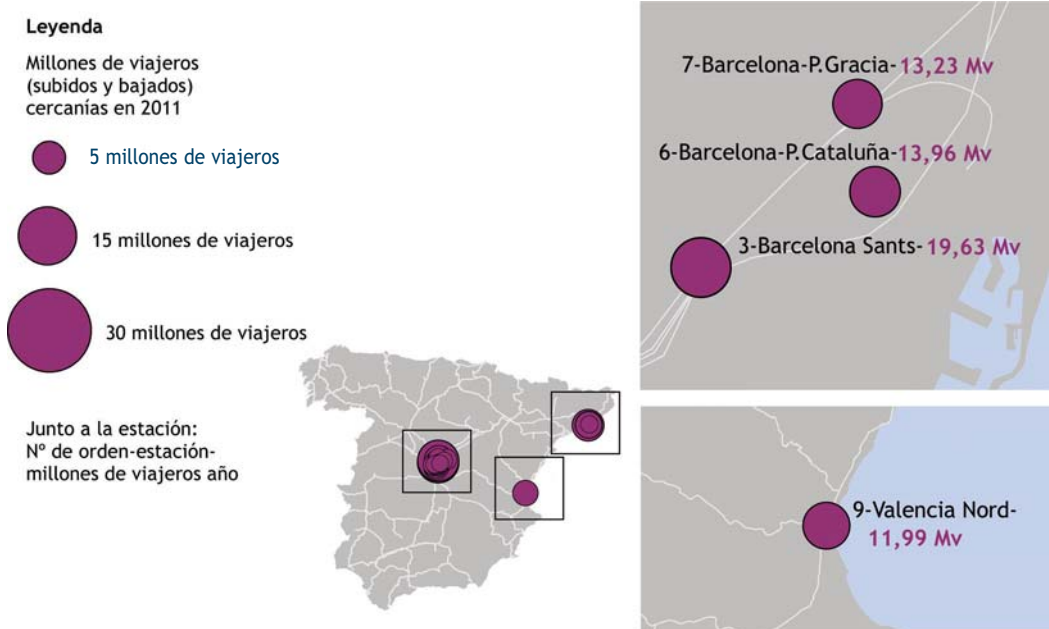 Leyenda
Millones de viajeros
(subidos y bajados)
cercanías en 2011
5 millones de viajeros
15 millones de viajeros
30 millones de viajeros
Junto a la estación:
Nº de orden-estación-
millones de viajeros año
7-Barcelona-P.Gracia-13,23 Mv
6-Barcelona-P.Cataluña-13,96 Mv
3-Barcelona Sants-19,63 Mv
9-Valencia Nord-
11,99 Mv